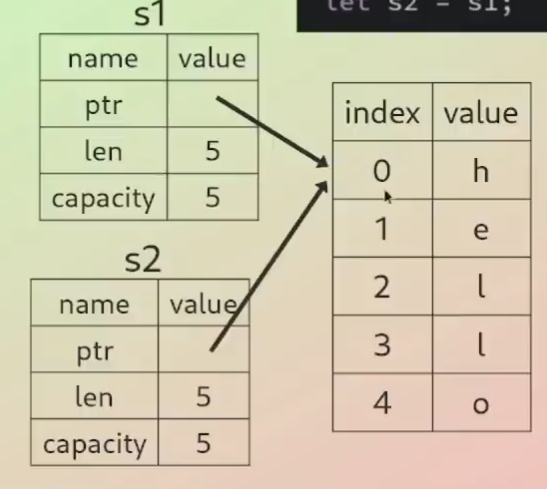 let s2 = s1;
s1
name value
ptr
len 5
capacity 5
index value
0 h
1 e
2 l
3 l
4 o
s2
name value
ptr
len 5
capacity 5